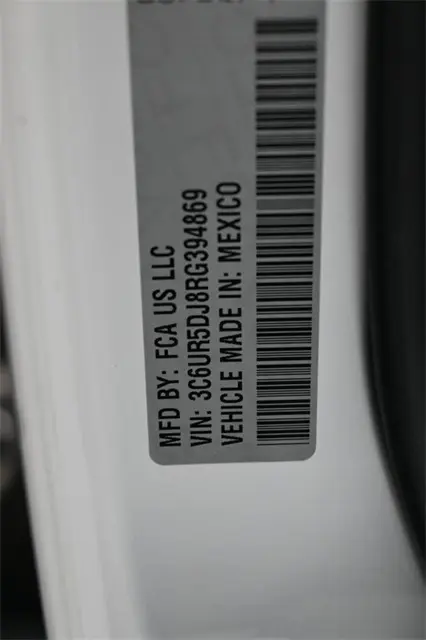 MFD BY: FCA US LLC
VIN: 3C6UR5DJ8RG394869
VEHICLE MADE IN: MEXICO